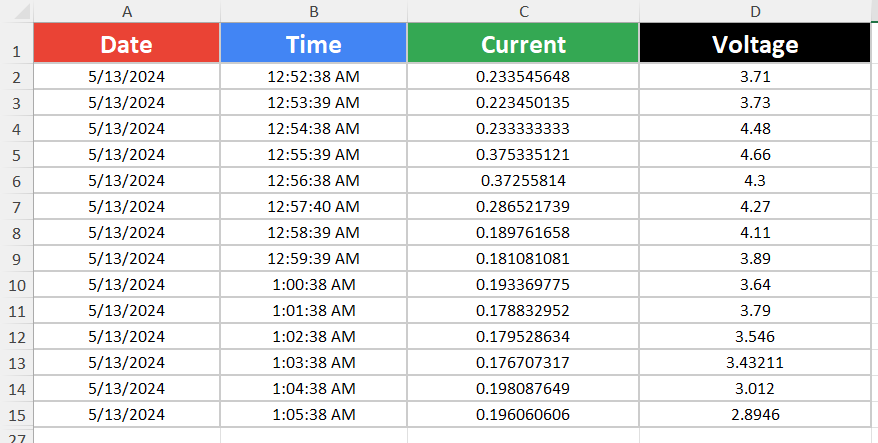 A B C D
1 Date Time Current Voltage
2 5/13/2024 12:52:38 AM 0.233545648 3.71
3 5/13/2024 12:53:39 AM 0.223450135 3.73
4 5/13/2024 12:54:38 AM 0.233333333 4.48
5 5/13/2024 12:55:39 AM 0.375335121 4.66
6 5/13/2024 12:56:38 AM 0.37255814 4.3
7 5/13/2024 12:57:40 AM 0.286521739 4.27
8 5/13/2024 12:58:39 AM 0.189761658 4.11
9 5/13/2024 12:59:39 AM 0.181081081 3.89
10 5/13/2024 1:00:38 AM 0.193369775 3.64
11 5/13/2024 1:01:38 AM 0.178832952 3.79
12 5/13/2024 1:02:38 AM 0.179528634 3.546
13 5/13/2024 1:03:38 AM 0.176707317 3.43211
14 5/13/2024 1:04:38 AM 0.198087649 3.012
15 5/13/2024 1:05:38 AM 0.196060606 2.8946
27